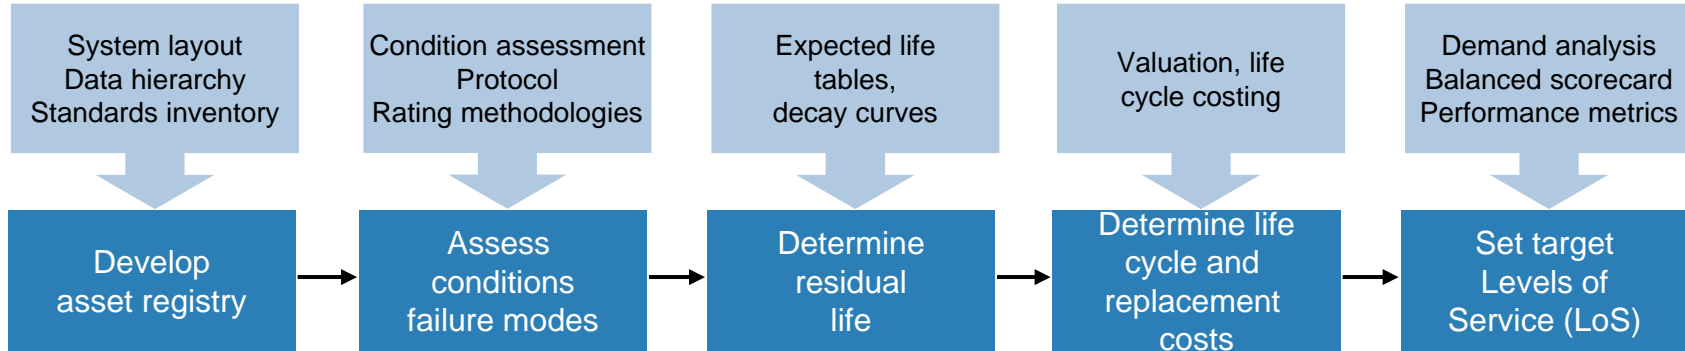 System layout
Data hierarchy
Standards inventory
Condition assessment
Protocol
Rating methodologies
Expected life
tables,
decay curves
Valuation, life
cycle costing
Demand analysis
Balanced scorecard
Performance metrics
Develop
asset registry
Assess
conditions
failure modes
Determine
residual
life
Determine life
cycle and
replacement
costs
Set target
Levels of
Service (LoS)